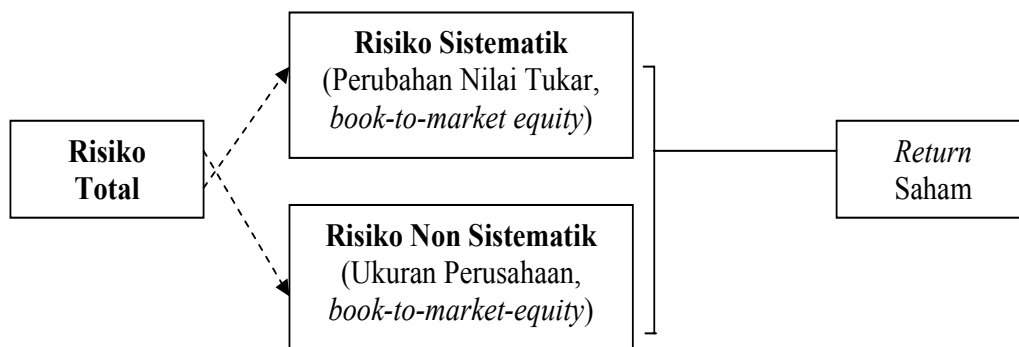 Risiko Sistematik
(Perubahan Nilai Tukar,
book-to-market equity)
Risiko
Total
Return
Saham
Risiko Non Sistematik
(Ukuran Perusahaan,
book-to-market-equity)